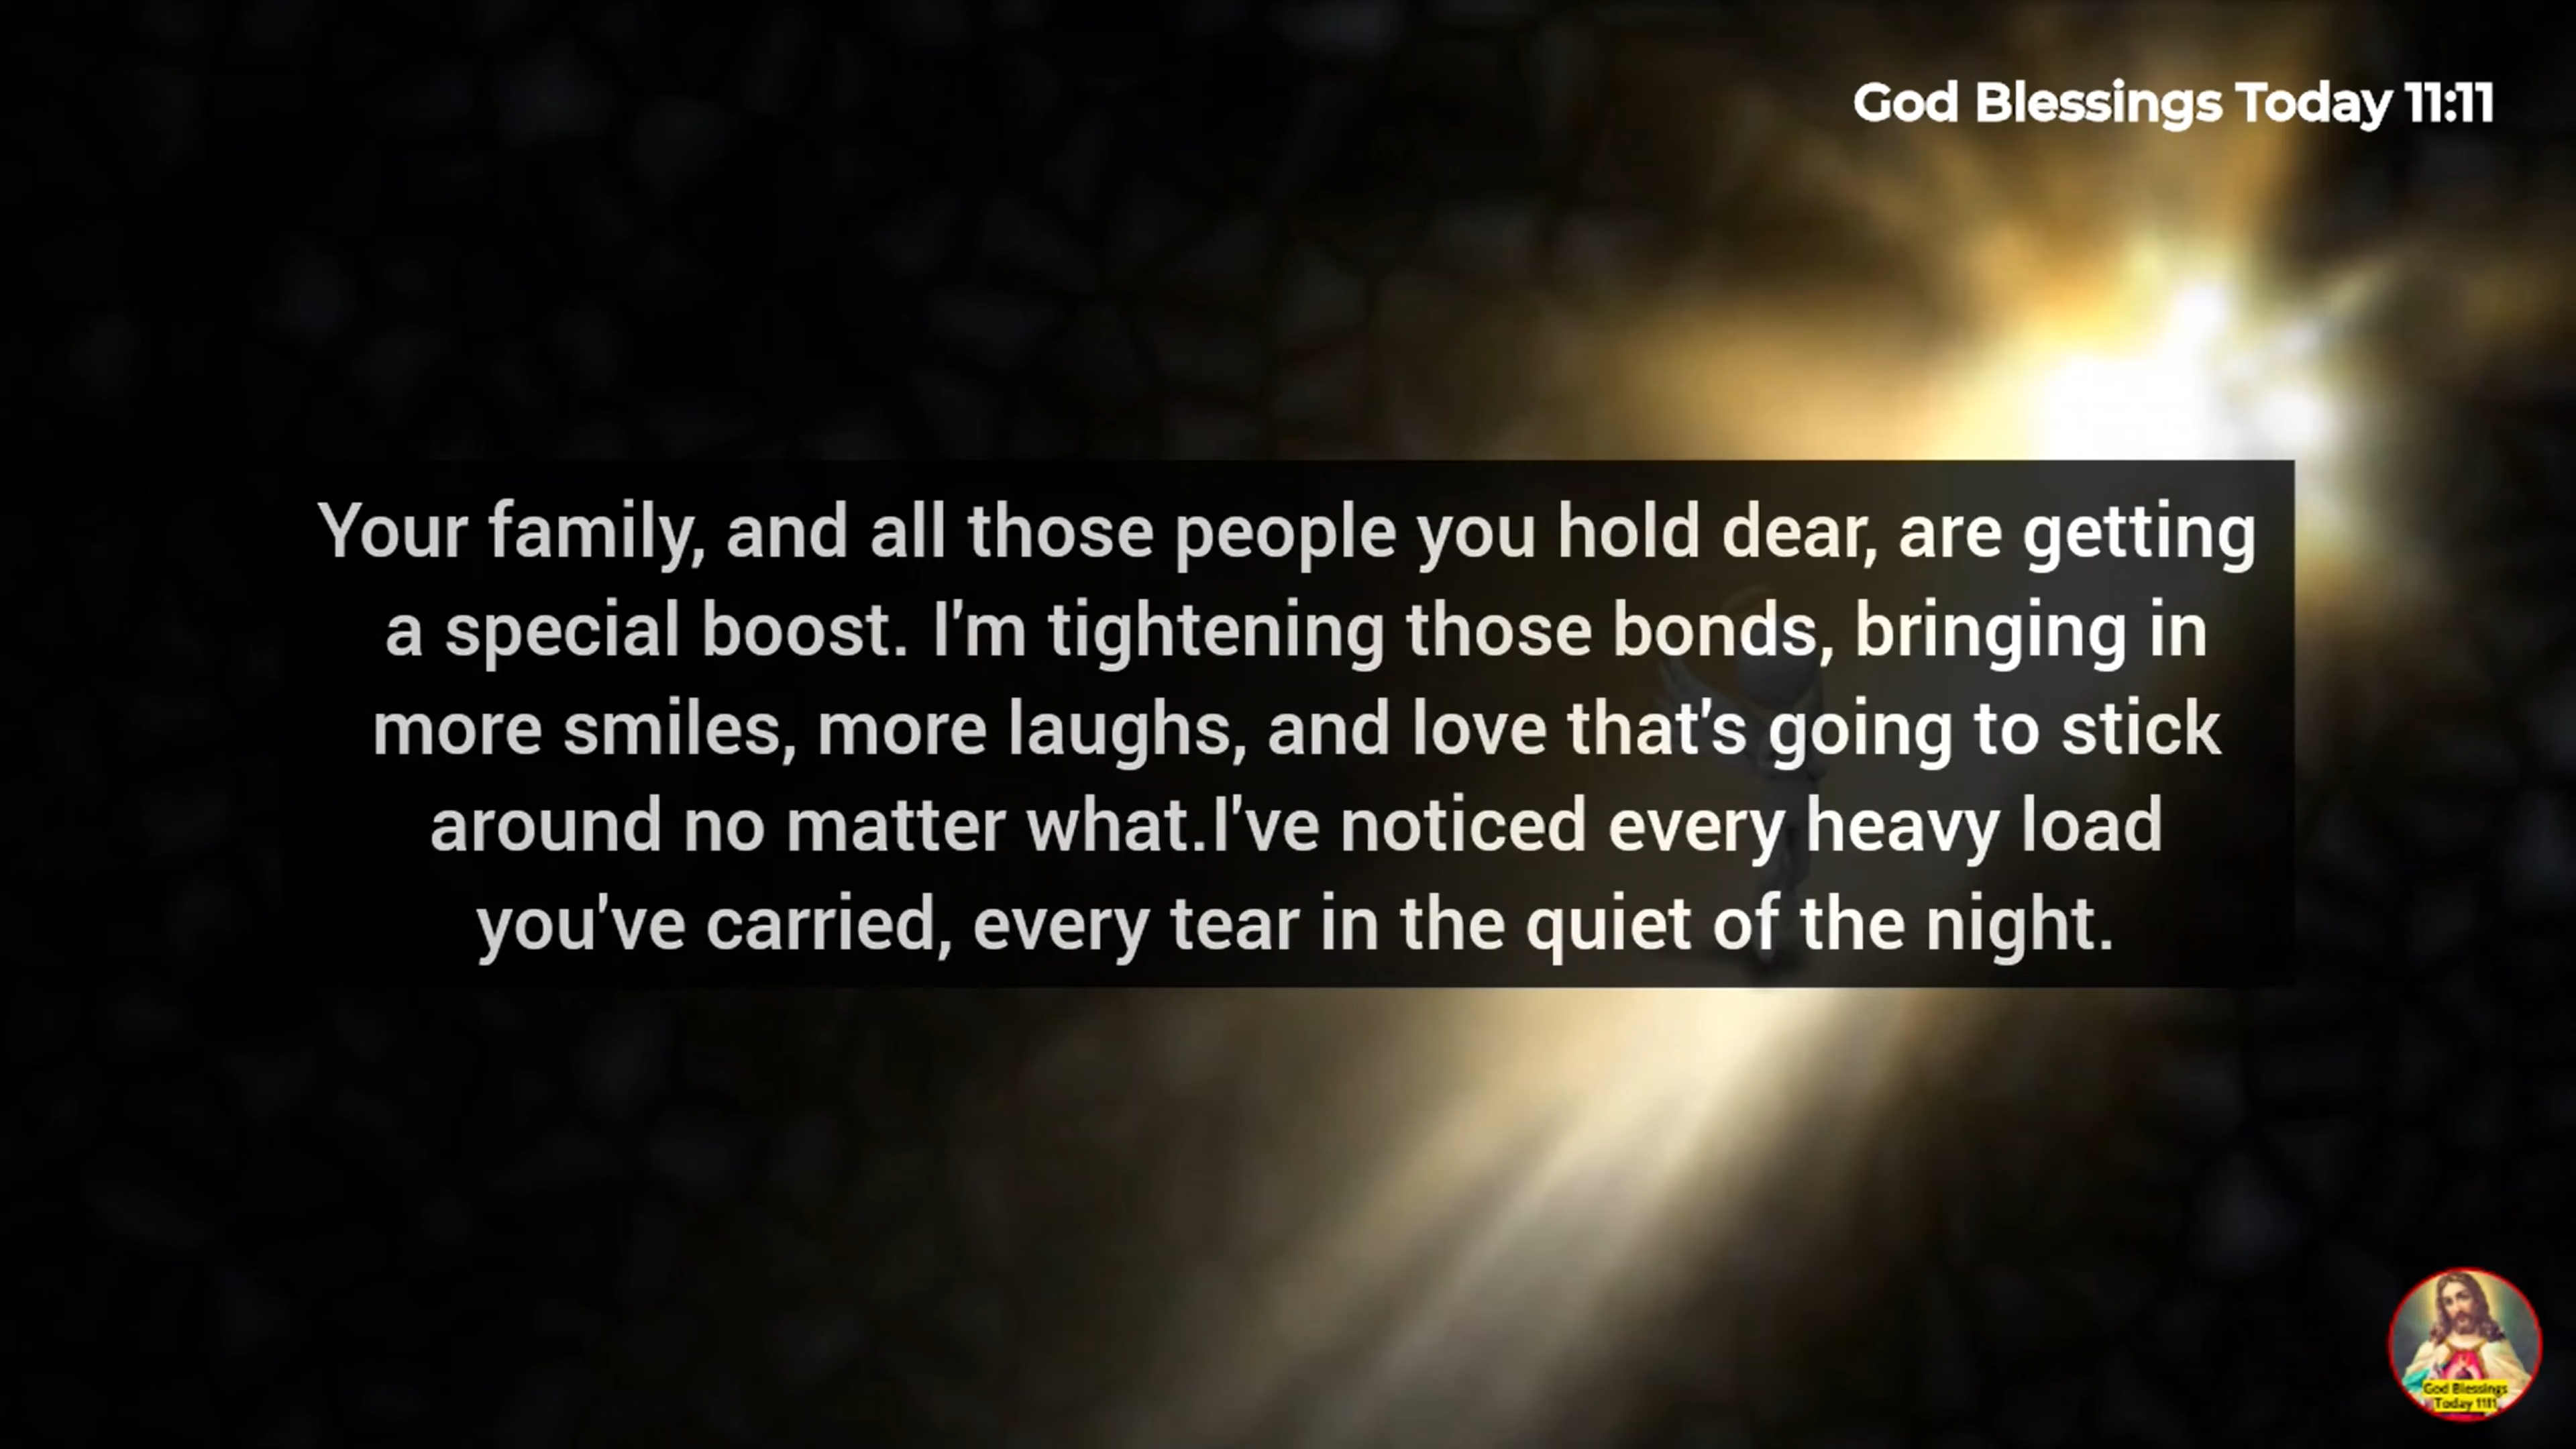 God Blessings Today 11:11
Your family, and all those people you hold dear, are getting
a special boost. I'm tightening those bonds, bringing in
more smiles, more laughs, and love that's going to stick
around no matter what.I've noticed every heavy load
you've carried, every tear in the quiet of the night.
God Blessings
Today 1111